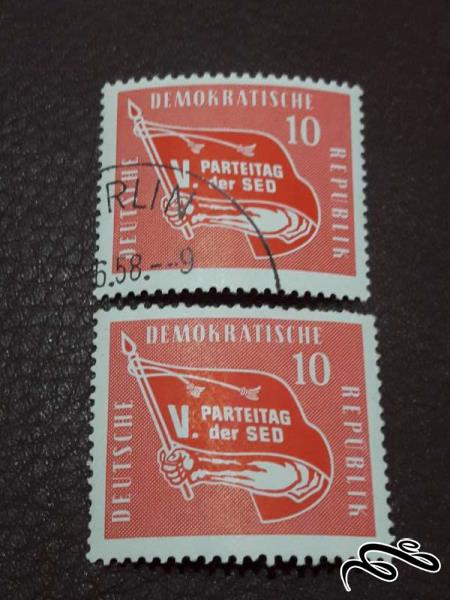 DEMOKRATISCHE
10
DEUTSCHE
REPUBLIK
V. PARTEITAG
der SED
RLIN
6.58.--9
DEMOKRATISCHE
10
DEUTSCHE
REPUBLIK
V. PARTEITAG
der SED